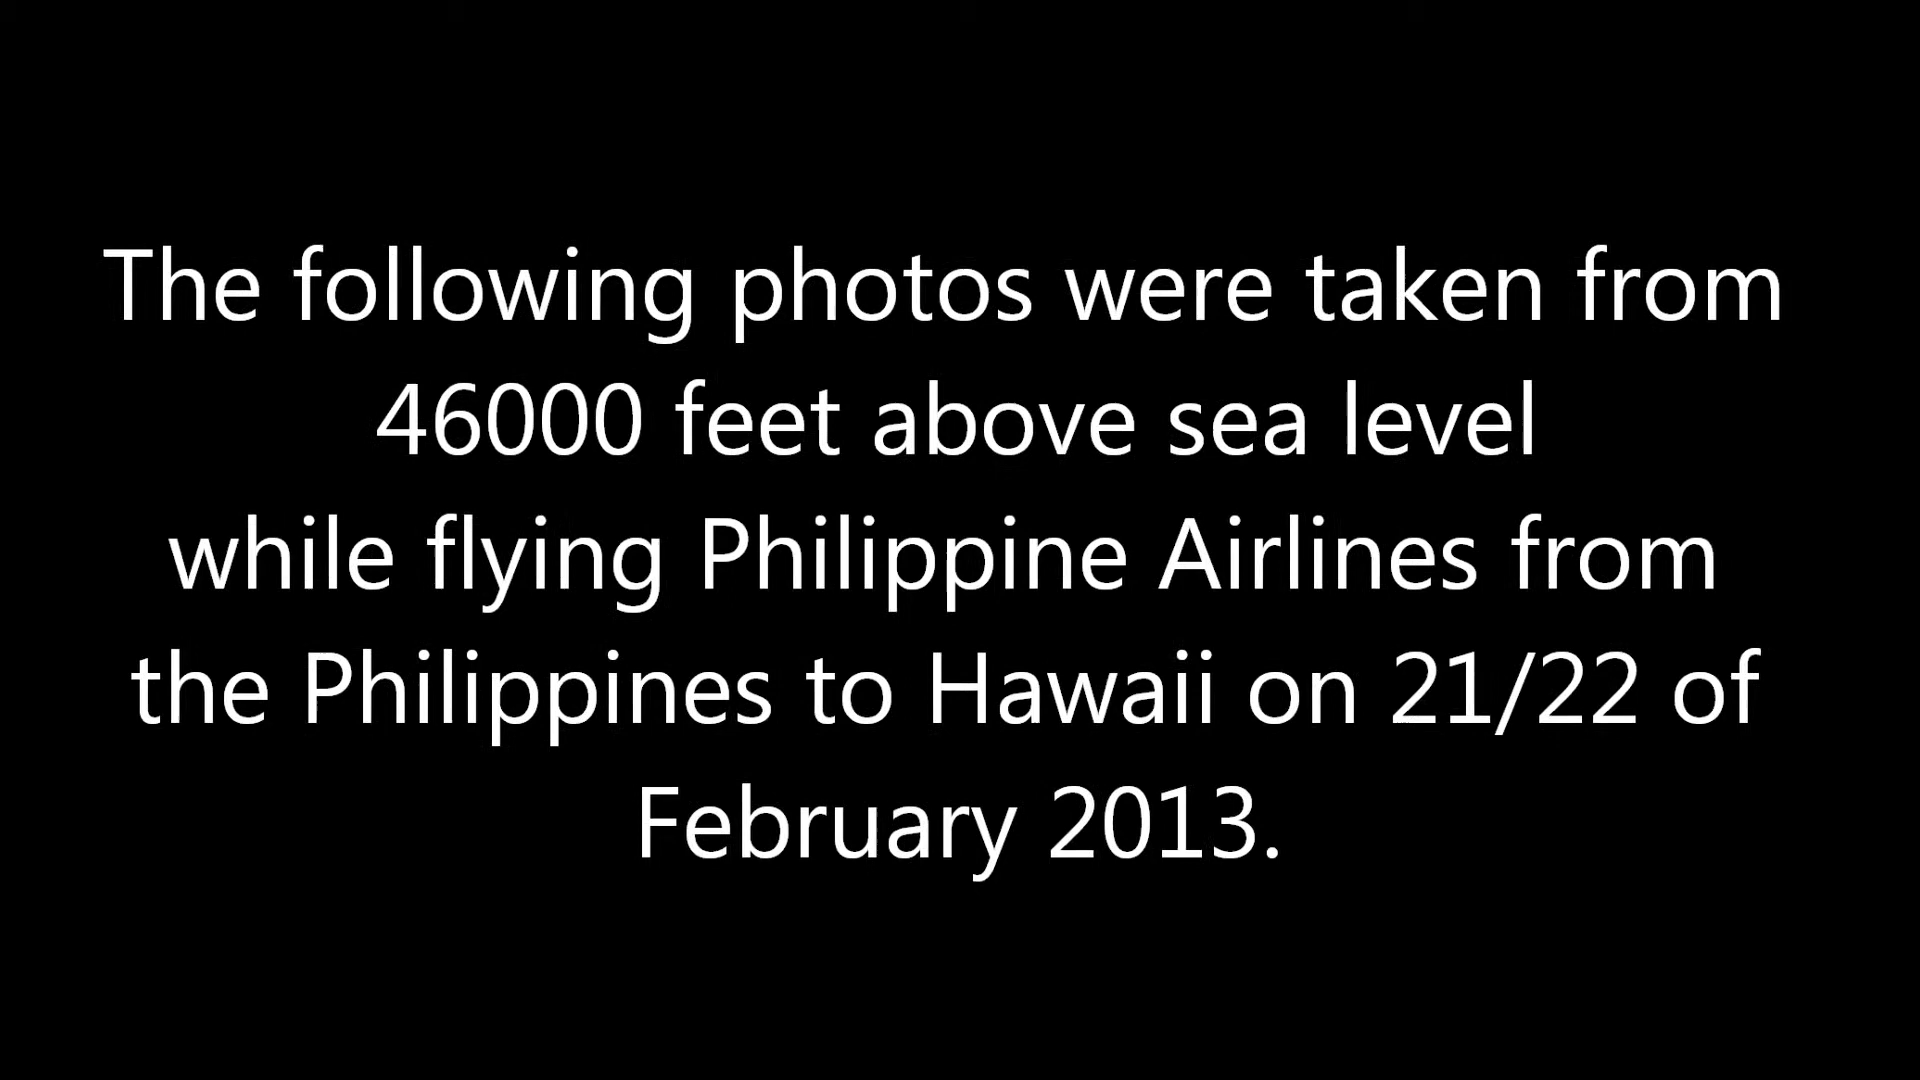 The following photos were taken from
46000 feet above sea level
while flying Philippine Airlines from
the Philippines to Hawaii on 21/22 of
February 2013.